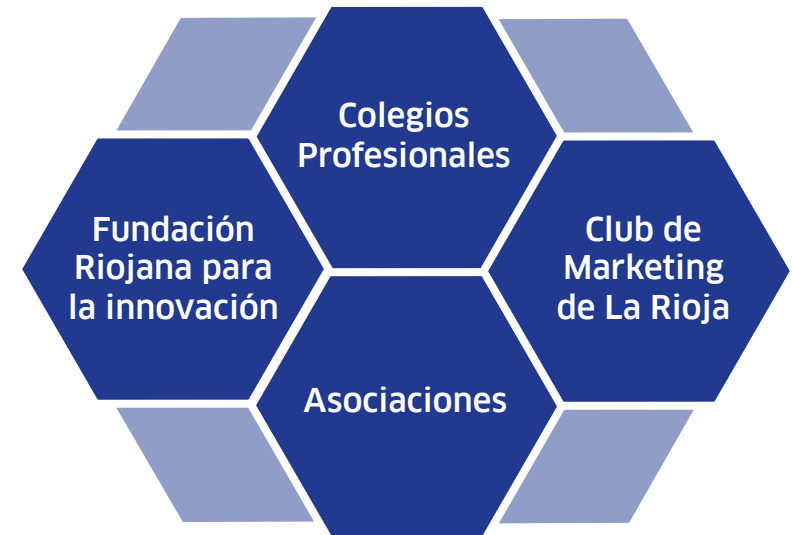 Colegios
Profesionales
Fundación
Riojana para
la innovación
Club de
Marketing
de La Rioja
Asociaciones